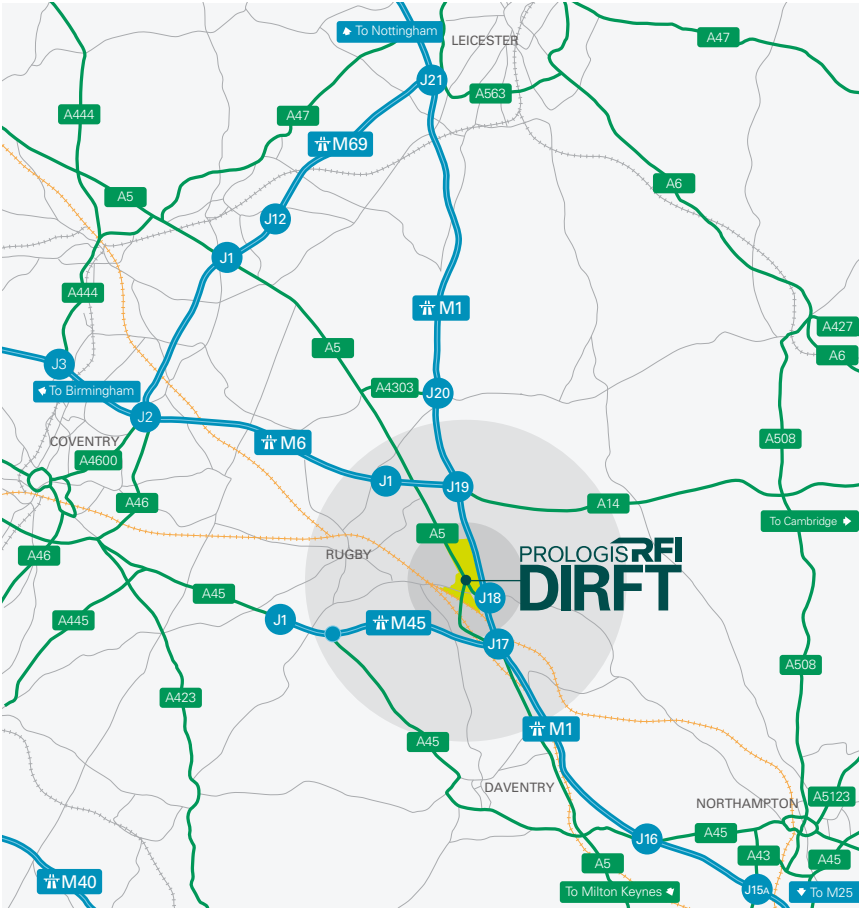 To Nottingham
LEICESTER
A47
J21
A563
A444
A47
M69
A6
A5
J12
J1
A444
M1
A427
A5
A6
J3
To Birmingham
A4303
J20
J2
COVENTRY
M6
A508
A4600
J1
J19
A46
A14
To Cambridge
A5
RUGBY
PROLOGIS RFI
DIRFT
A46
A45
J18
A445
J1
M45
J17
A508
A423
M1
A45
DAVENTRY
NORTHAMPTON
A5123
J16
A45
A43
A45
A5
M40
To Milton Keynes
J15A
To M25